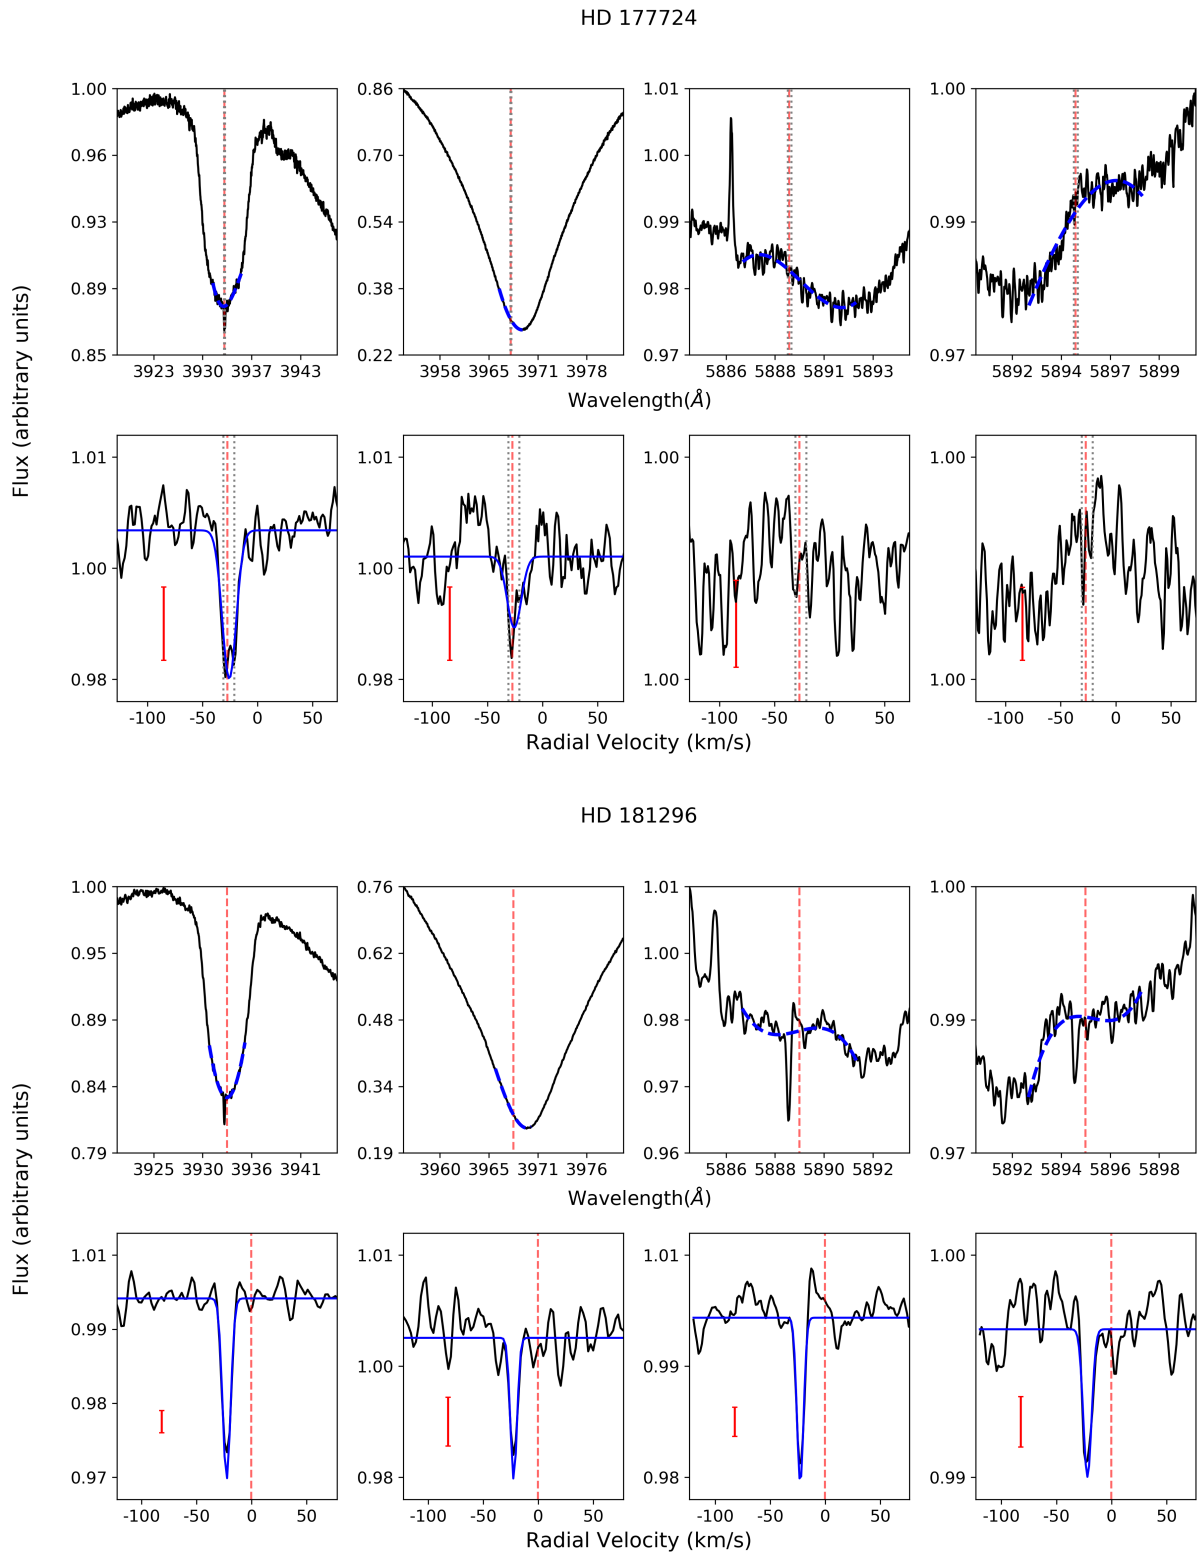 HD 177724
1.00
0.96
0.93
0.89
0.85
3923 3930 3937 3943
0.86
0.70
0.54
0.38
0.22
3958 3965 3971 3978
1.01
1.00
0.99
0.98
0.97
5886 5888 5891 5893
1.00
0.99
0.97
5892 5894 5897 5899
Wavelength(Å)
Flux (arbitrary units)
1.01
1.00
0.98
-100 -50 0 50
1.01
1.00
0.98
-100 -50 0 50
1.00
1.00
-100 -50 0 50
1.00
1.00
-100 -50 0 50
Radial Velocity (km/s)
HD 181296
1.00
0.95
0.89
0.84
0.79
3925 3930 3936 3941
0.76
0.62
0.48
0.34
0.19
3960 3965 3971 3976
1.01
1.00
0.98
0.97
0.96
5886 5888 5890 5892
1.00
0.99
0.97
5892 5894 5896 5898
Wavelength(Å)
Flux (arbitrary units)
1.01
0.99
0.98
0.97
-100 -50 0 50
1.01
1.00
0.98
-100 -50 0 50
1.01
0.99
0.98
-100 -50 0 50
1.00
0.99
-100 -50 0 50
Radial Velocity (km/s)